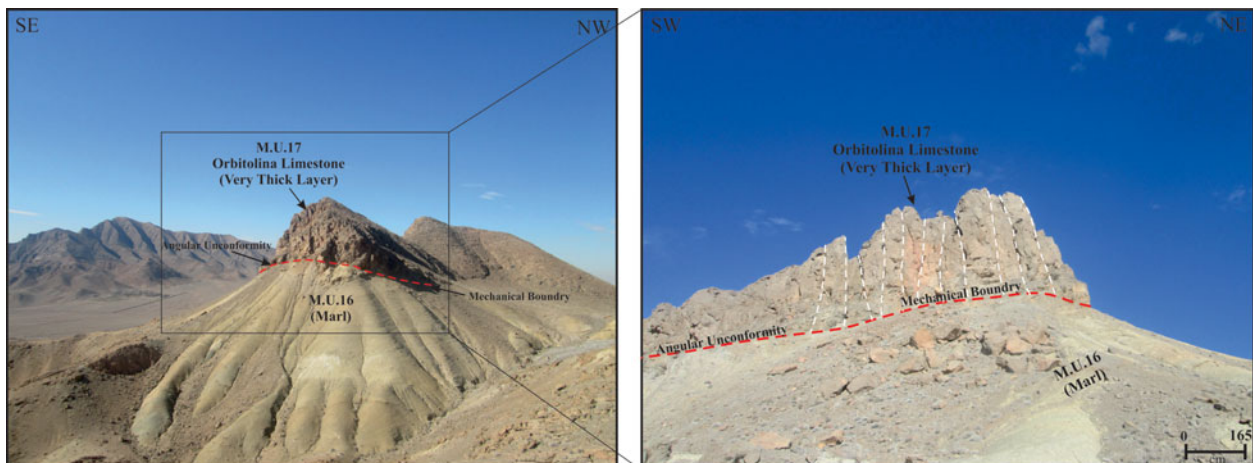 SE
NW
M.U.17
Orbitolina Limestone
(Very Thick Layer)
Angular Unconformity
Mechanical Boundry
M.U.16
(Marl)
SW
NE
M.U.17
Orbitolina Limestone
(Very Thick Layer)
Mechanical Boundry
Angular Unconformity
M.U.16
(Marl)
0 165
cm